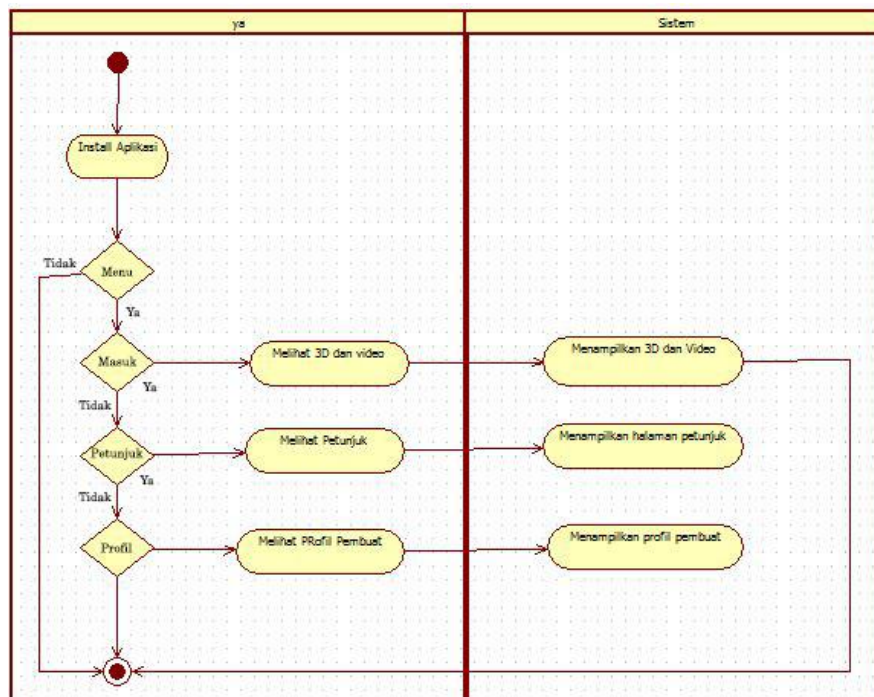 ya
Sistem
Install Aplikasi
Tidak
Menu
Ya
Masuk
Ya
Melihat 3D dan video
Menampilkan 3D dan Video
Tidak
Petunjuk
Ya
Melihat Petunjuk
Menampilkan halaman petunjuk
Tidak
Profil
Melihat PRofil Pembuat
Menampilkan profil pembuat